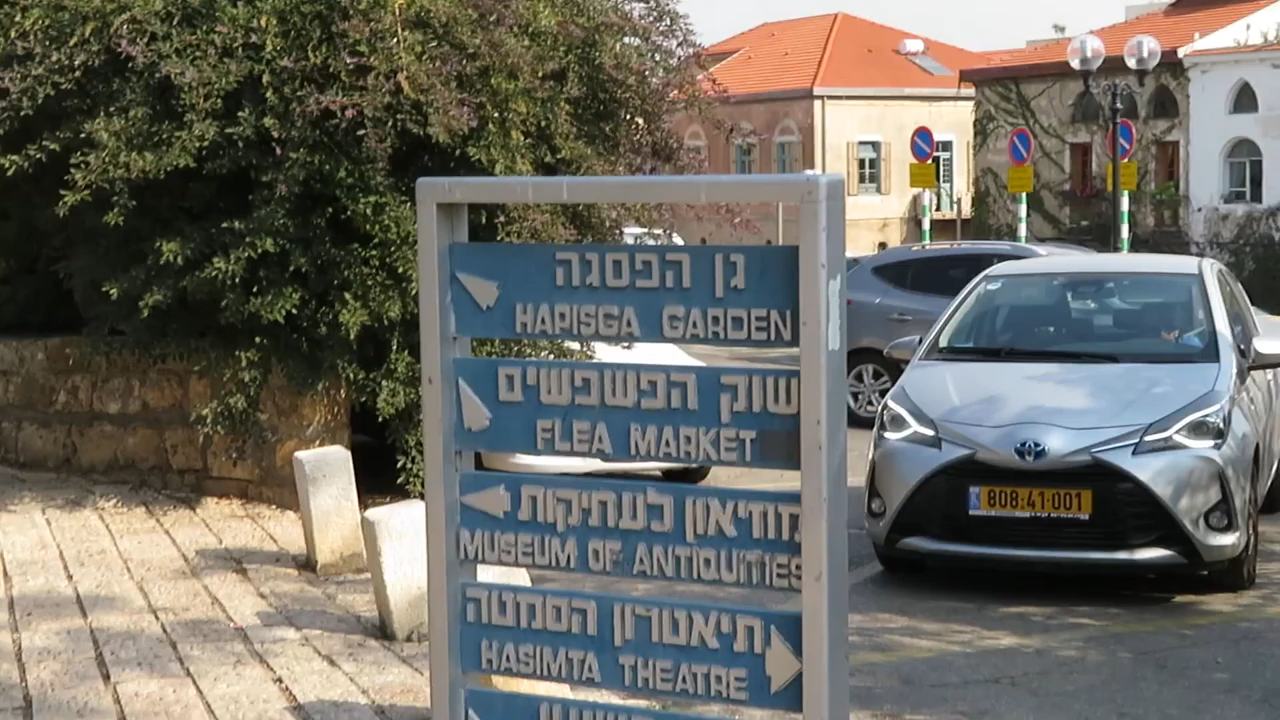 גן הפסגה
HAPISGA GARDEN
שוק הפשפשים
FLEA MARKET
מוזיאון לעתיקות
MUSEUM OF ANTIQUITIES
תיאטרון הסמטה
HASIMTA THEATRE
808-41-001